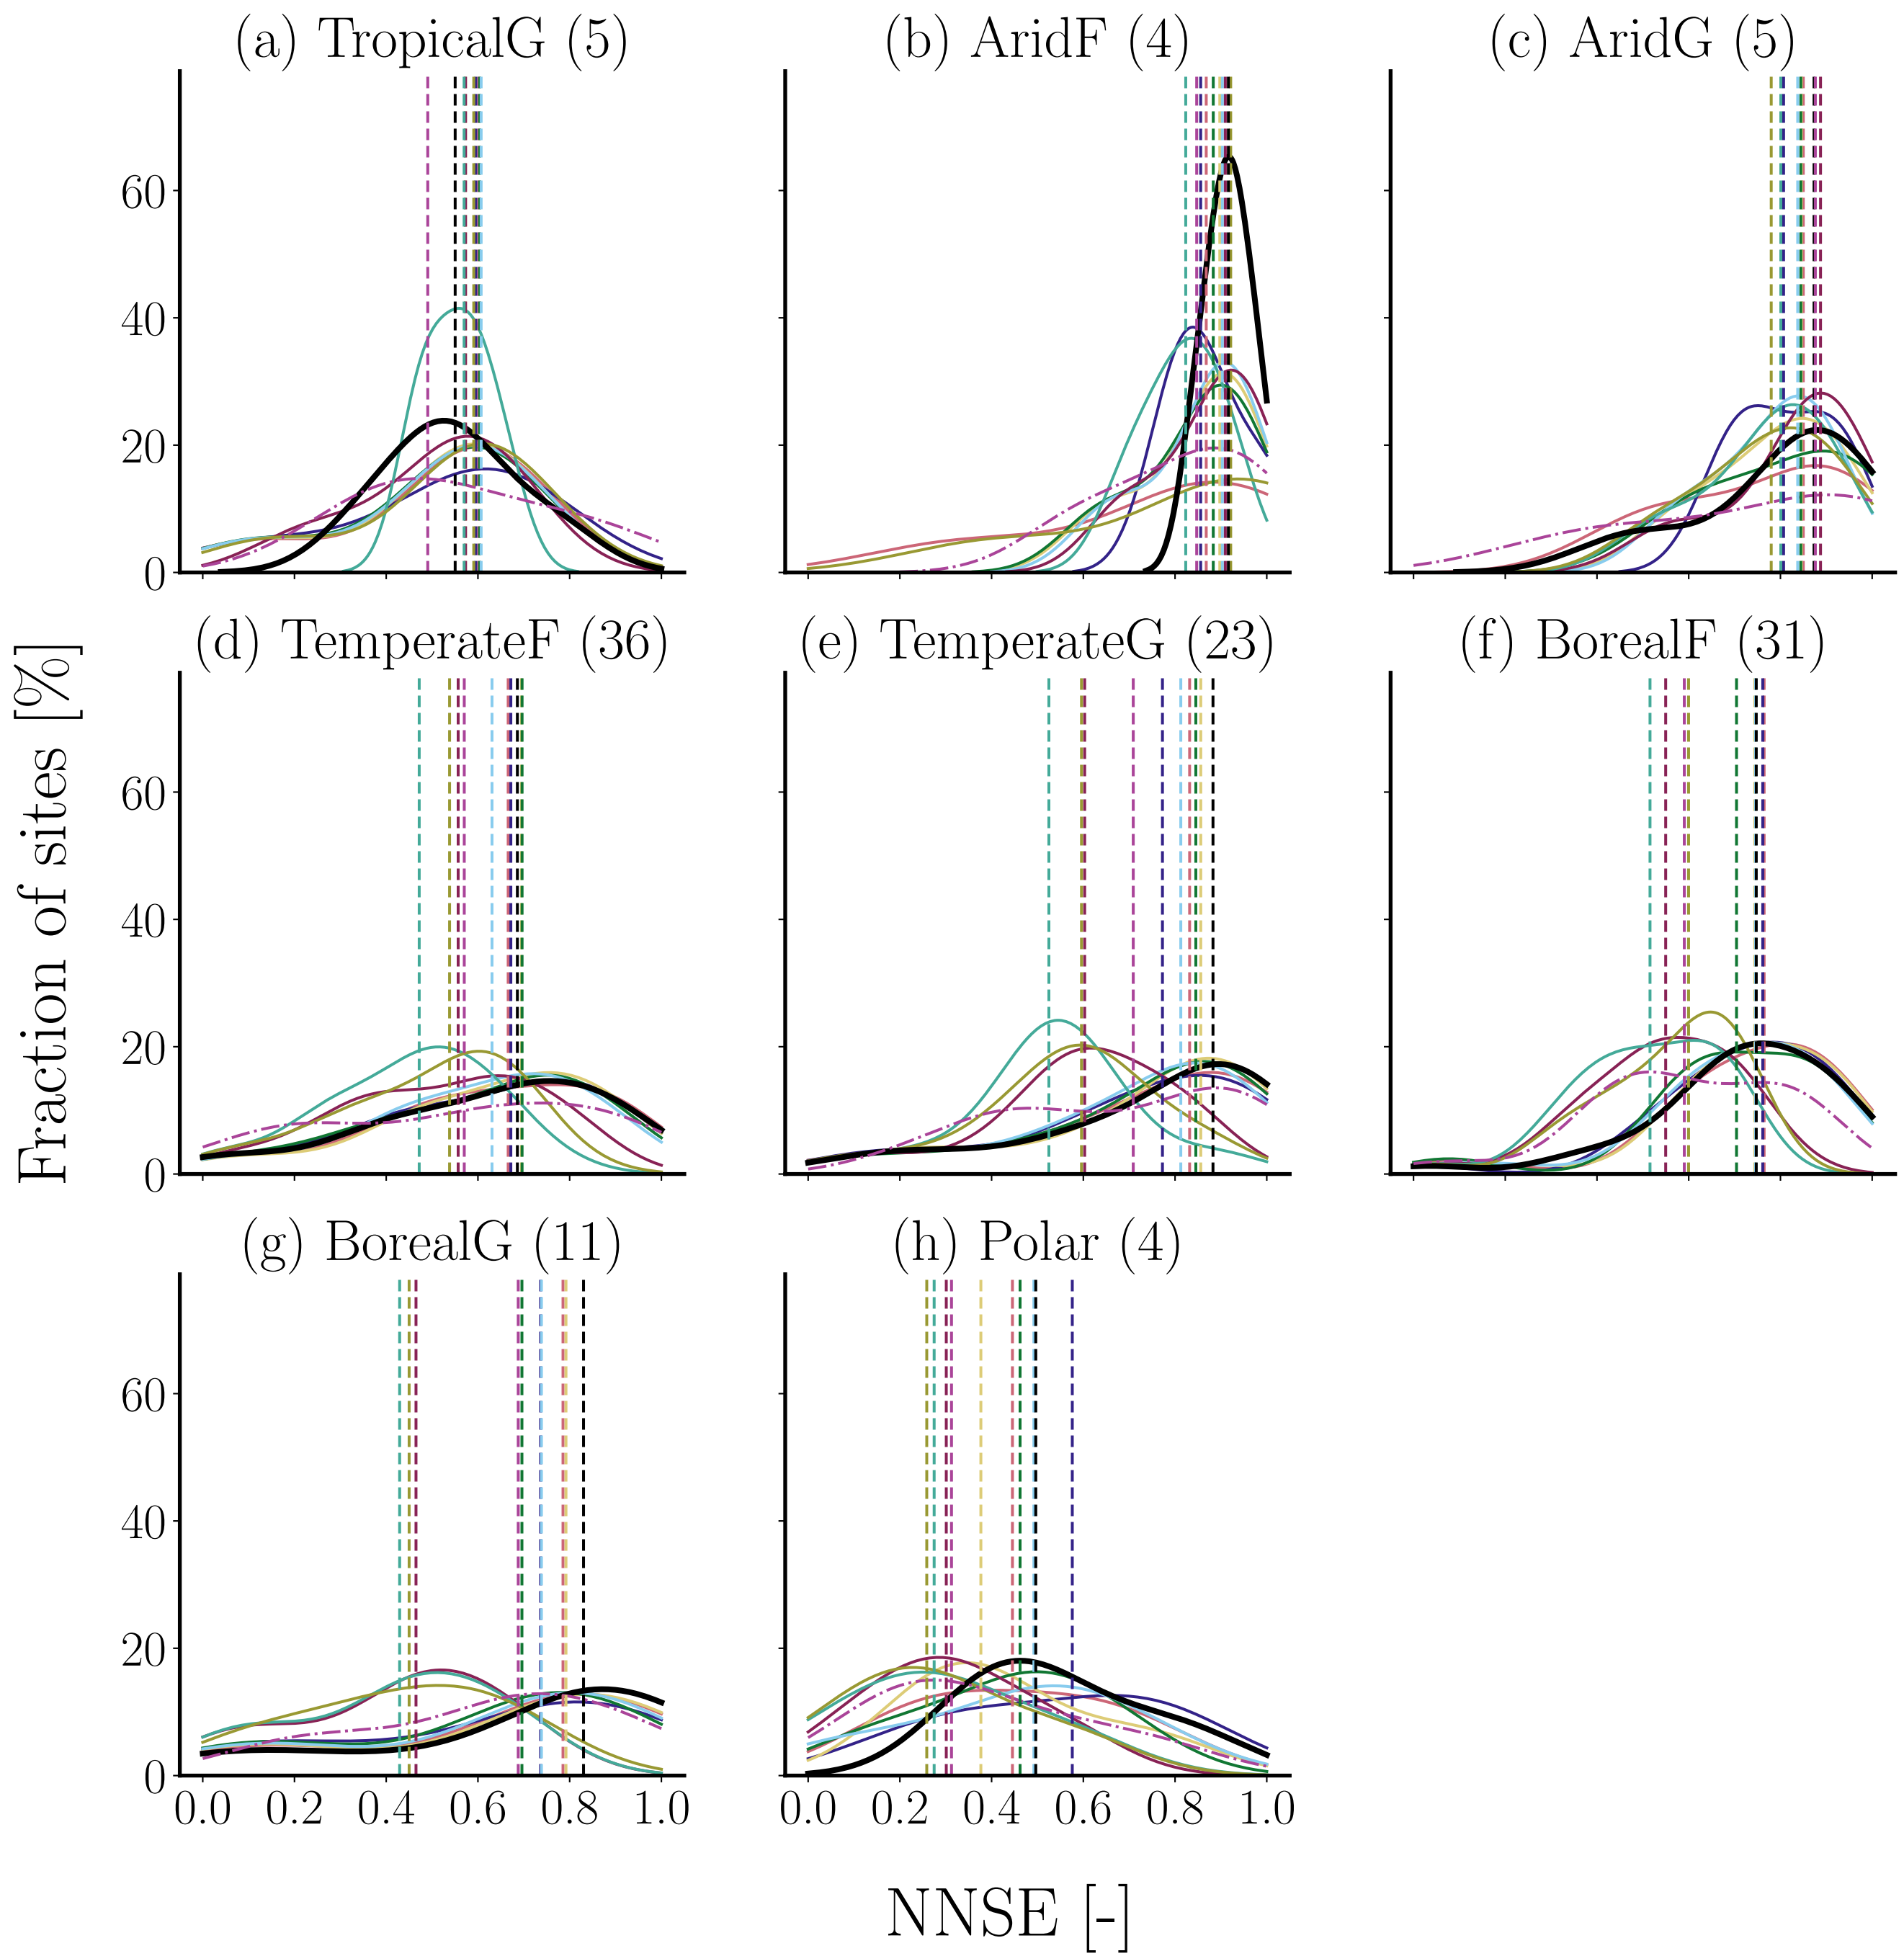 (a) TropicalG (5)
(b) AridF (4)
(c) AridG (5)
60
40
20
0
(d) TemperateF (36)
(e) TemperateG (23)
(f) BorealF (31)
60
40
20
0
(g) BorealG (11)
(h) Polar (4)
60
40
20
0
0.0 0.2 0.4 0.6 0.8 1.0
0.0 0.2 0.4 0.6 0.8 1.0
Fraction of sites [%]
NNSE [-]